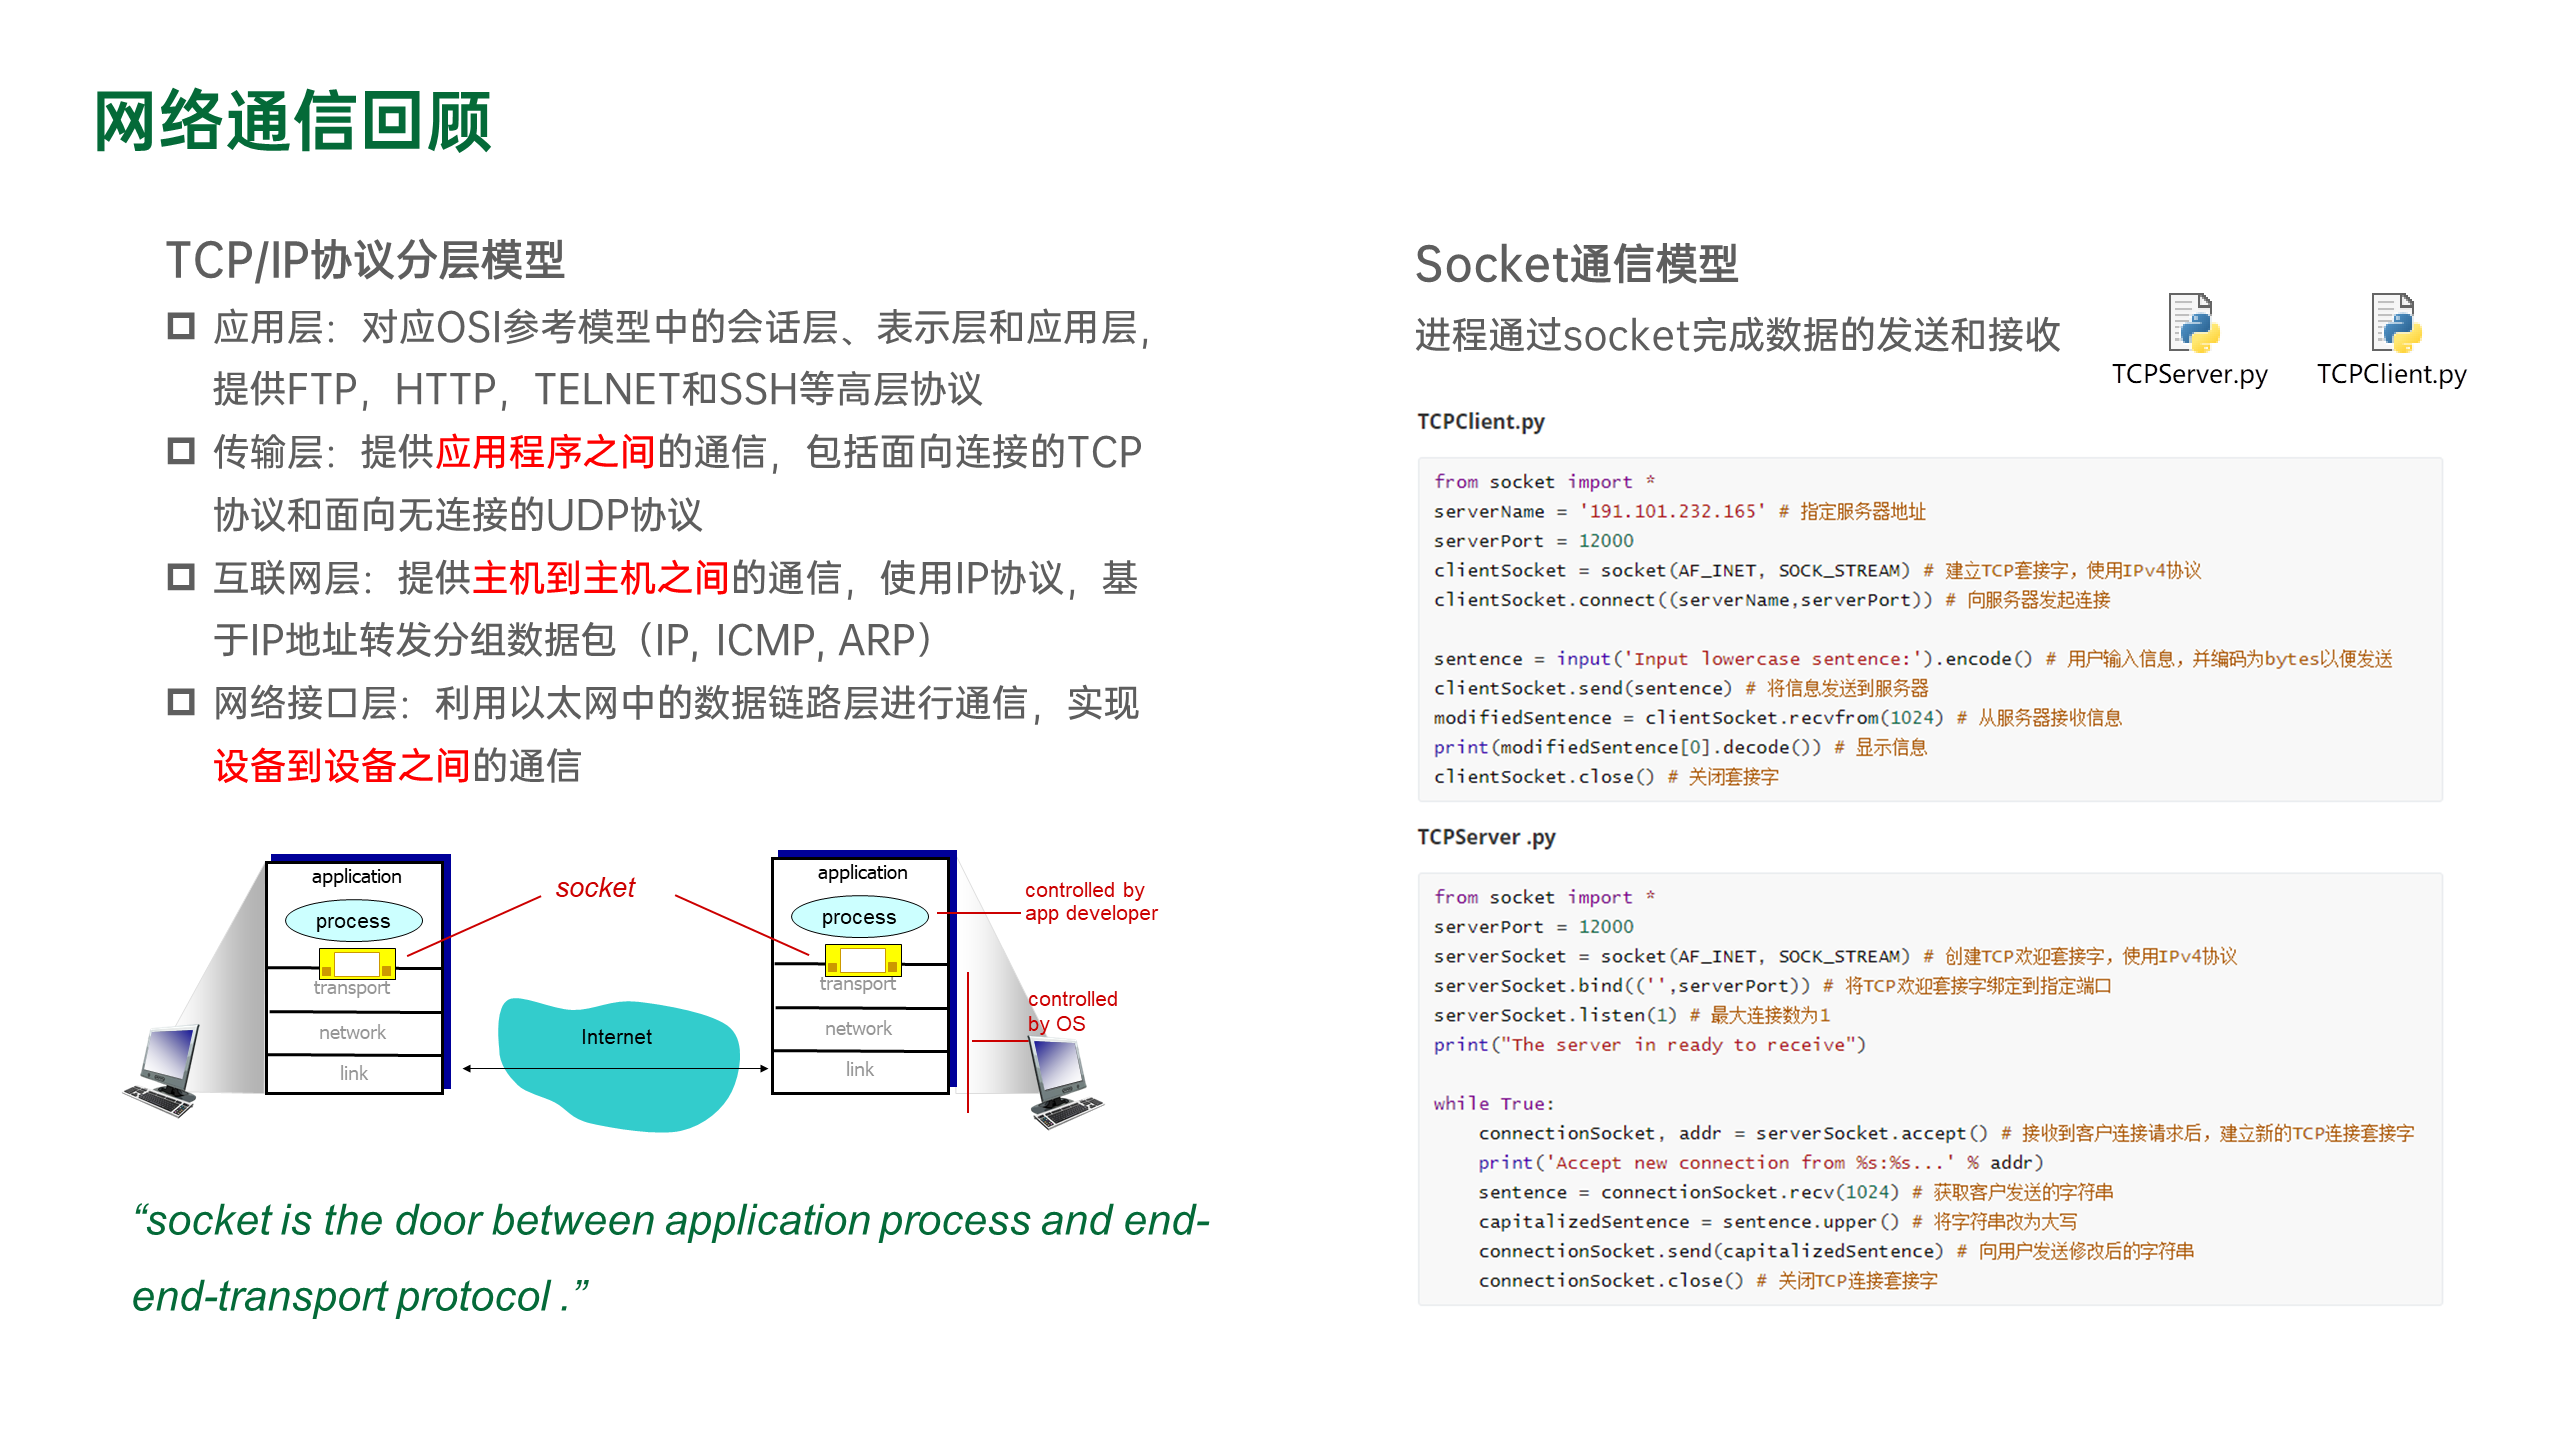 网络通信回顾
TCP/IP协议分层模型
应用层：对应OSI参考模型中的会话层、表示层和应用层，
提供FTP，HTTP，TELNET和SSH等高层协议
传输层：提供应用程序之间的通信，包括面向连接的TCP
协议和面向无连接的UDP协议
互联网层：提供主机到主机之间的通信，使用IP协议，基
于IP地址转发分组数据包（IP, ICMP, ARP）
网络接口层：利用以太网中的数据链路层进行通信，实现
设备到设备之间的通信
application
process
transport
network
link
socket
Internet
application
process
transport
network
link
controlled by
app developer
controlled
by OS
“socket is the door between application process and end-
end-transport protocol .”
Socket通信模型
进程通过socket完成数据的发送和接收
TCPServer.py
TCPClient.py
TCPClient.py
from socket import *
serverName = '191.101.232.165' # 指定服务器地址
serverPort = 12000
clientSocket = socket(AF_INET, SOCK_STREAM) # 建立TCP套接字，使用IPv4协议
clientSocket.connect((serverName,serverPort)) # 向服务器发起连接
sentence = input('Input lowercase sentence:').encode() # 用户输入信息，并编码为bytes以便发送
clientSocket.send(sentence) # 将信息发送到服务器
modifiedSentence = clientSocket.recvfrom(1024) # 从服务器接收信息
print(modifiedSentence[0].decode()) # 显示信息
clientSocket.close() # 关闭套接字
TCPServer .py
from socket import *
serverPort = 12000
serverSocket = socket(AF_INET, SOCK_STREAM) # 创建TCP欢迎套接字，使用IPv4协议
serverSocket.bind(('',serverPort)) # 将TCP欢迎套接字绑定到指定端口
serverSocket.listen(1) # 最大连接数为1
print("The server in ready to receive")
while True:
    connectionSocket, addr = serverSocket.accept() # 接收到客户连接请求后，建立新的TCP连接套接字
    print('Accept new connection from %s:%s...' % addr)
    sentence = connectionSocket.recv(1024) # 获取客户发送的字符串
    capitalizedSentence = sentence.upper() # 将字符串改为大写
    connectionSocket.send(capitalizedSentence) # 向用户发送修改后的字符串
    connectionSocket.close() # 关闭TCP连接套接字